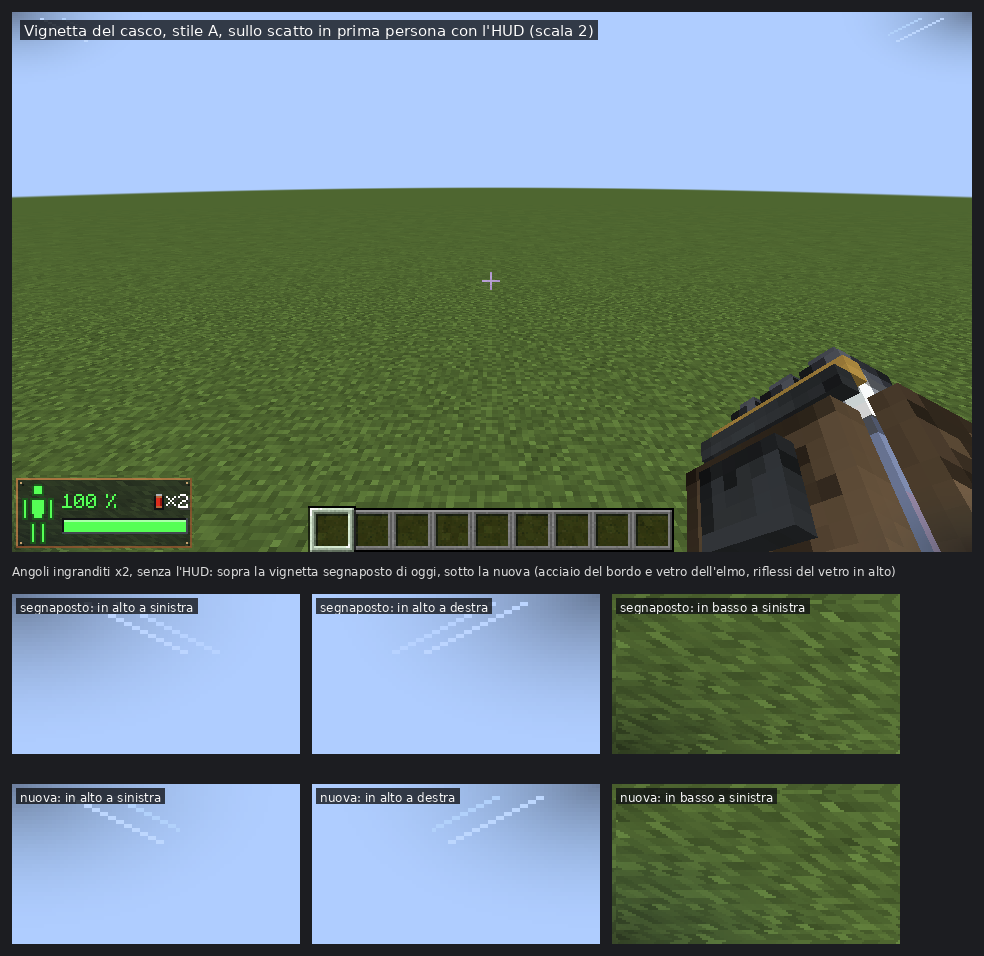 Vignetta del casco, stile A, sullo scatto in prima persona con l'HUD (scala 2)
100 % x2
Angoli ingranditi x2, senza l'HUD: sopra la vignetta segnaposto di oggi, sotto la nuova (acciaio del bordo e vetro dell'elmo, riflessi del vetro in alto)
segnaposto: in alto a sinistra
segnaposto: in alto a destra
segnaposto: in basso a sinistra
nuova: in alto a sinistra
nuova: in alto a destra
nuova: in basso a sinistra